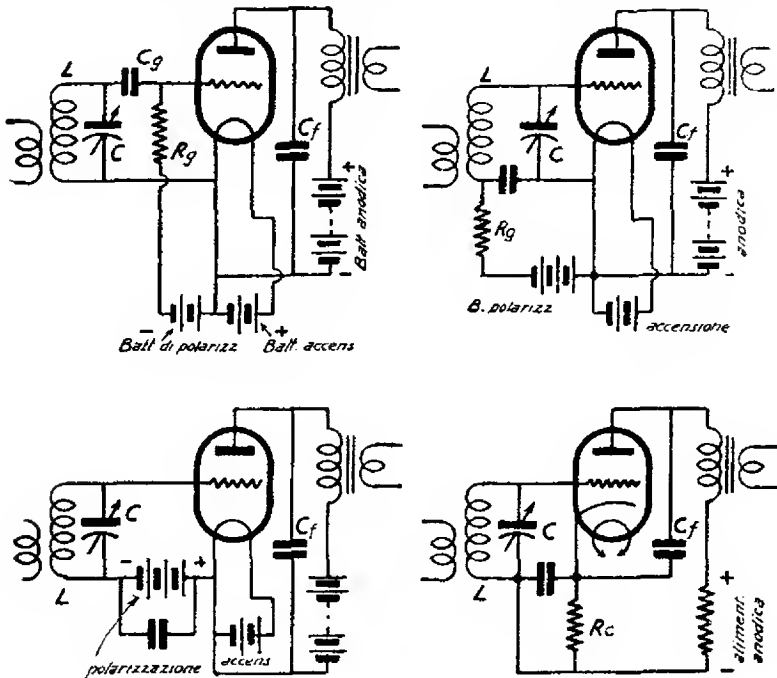 L
Cg
C
Rg
Cf
+
Batt anodica
-
-
+
Batt di polarizz
Batt. accens
L
C
Rg
Cf
+
anodica
-
B. polarizz
accensione
C
L
-
+
Cf
polarizzazione
accens
C
L
Cf
Rc
+
aliment.
anodica
-